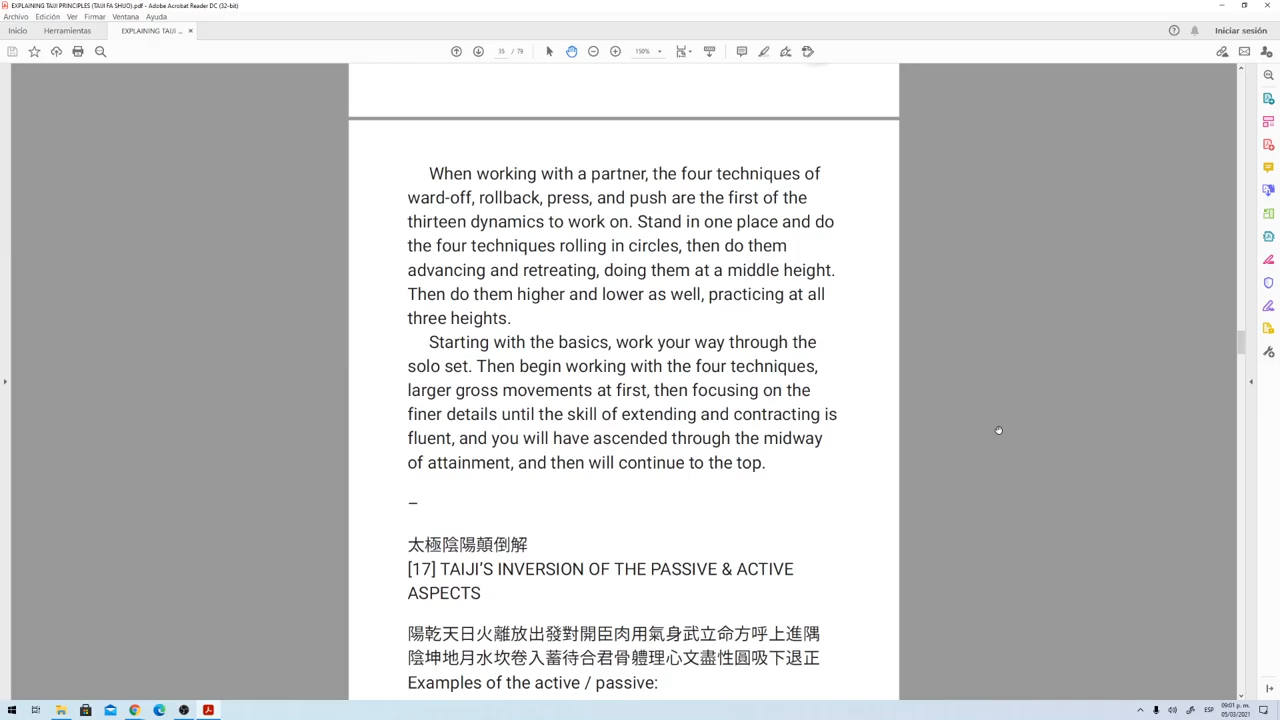 EXPLAINING TAIJI PRINCIPLES (TAIJI FA SHUO).pdf - Adobe Acrobat Reader DC (32-bit)
Archivo Edición Ver Firmar Ventana Ayuda
Inicio Herramientas EXPLAINING TAIJI ... × Iniciar sesión
35 / 79 150%
When working with a partner, the four techniques of
ward-off, rollback, press, and push are the first of the
thirteen dynamics to work on. Stand in one place and do
the four techniques rolling in circles, then do them
advancing and retreating, doing them at a middle height.
Then do them higher and lower as well, practicing at all
three heights.
Starting with the basics, work your way through the
solo set. Then begin working with the four techniques,
larger gross movements at first, then focusing on the
finer details until the skill of extending and contracting is
fluent, and you will have ascended through the midway
of attainment, and then will continue to the top.
–
太極陰陽顛倒解
[17] TAIJI’S INVERSION OF THE PASSIVE & ACTIVE
ASPECTS
陽乾天日火離放出發對開臣肉用氣身武立命方呼上進隅
陰坤地月水坎卷入蓄待合君骨體理心文盡性圓吸下退正
Examples of the active / passive:
ESP
09:01 p. m.
05/03/2021